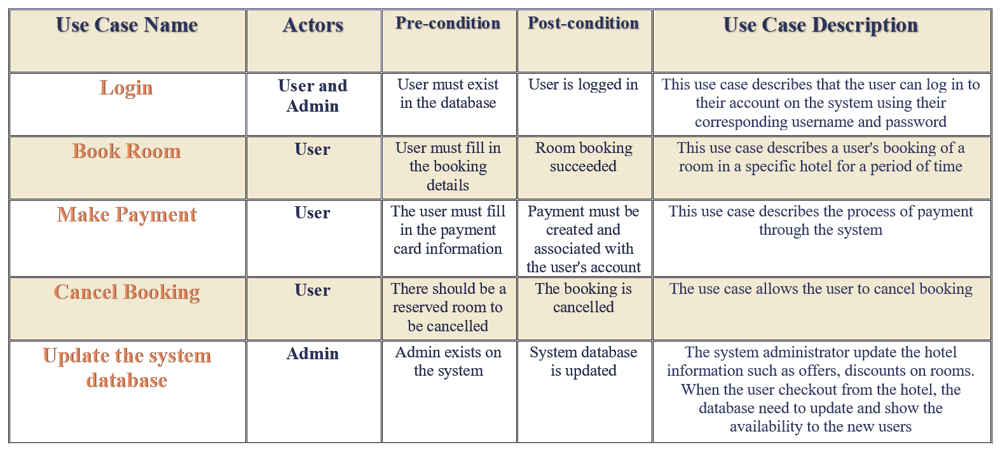 Use Case Name
Actors
Pre-condition
Post-condition
Use Case Description
Login
User and
Admin
User must exist
in the database
User is logged in
This use case describes that the user can log in to
their account on the system using their
corresponding username and password
Book Room
User
User must fill in
the booking
details
Room booking
succeeded
This use case describes a user's booking of a
room in a specific hotel for a period of time
Make Payment
User
The user must fill
in the payment
card information
Payment must be
created and
associated with
the user's account
This use case describes the process of payment
through the system
Cancel Booking
User
There should be a
reserved room to
be cancelled
The booking is
cancelled
The use case allows the user to cancel booking
Update the system
database
Admin
Admin exists on
the system
System database
is updated
The system administrator update the hotel
information such as offers, discounts on rooms.
When the user checkout from the hotel, the
database need to update and show the
availability to the new users